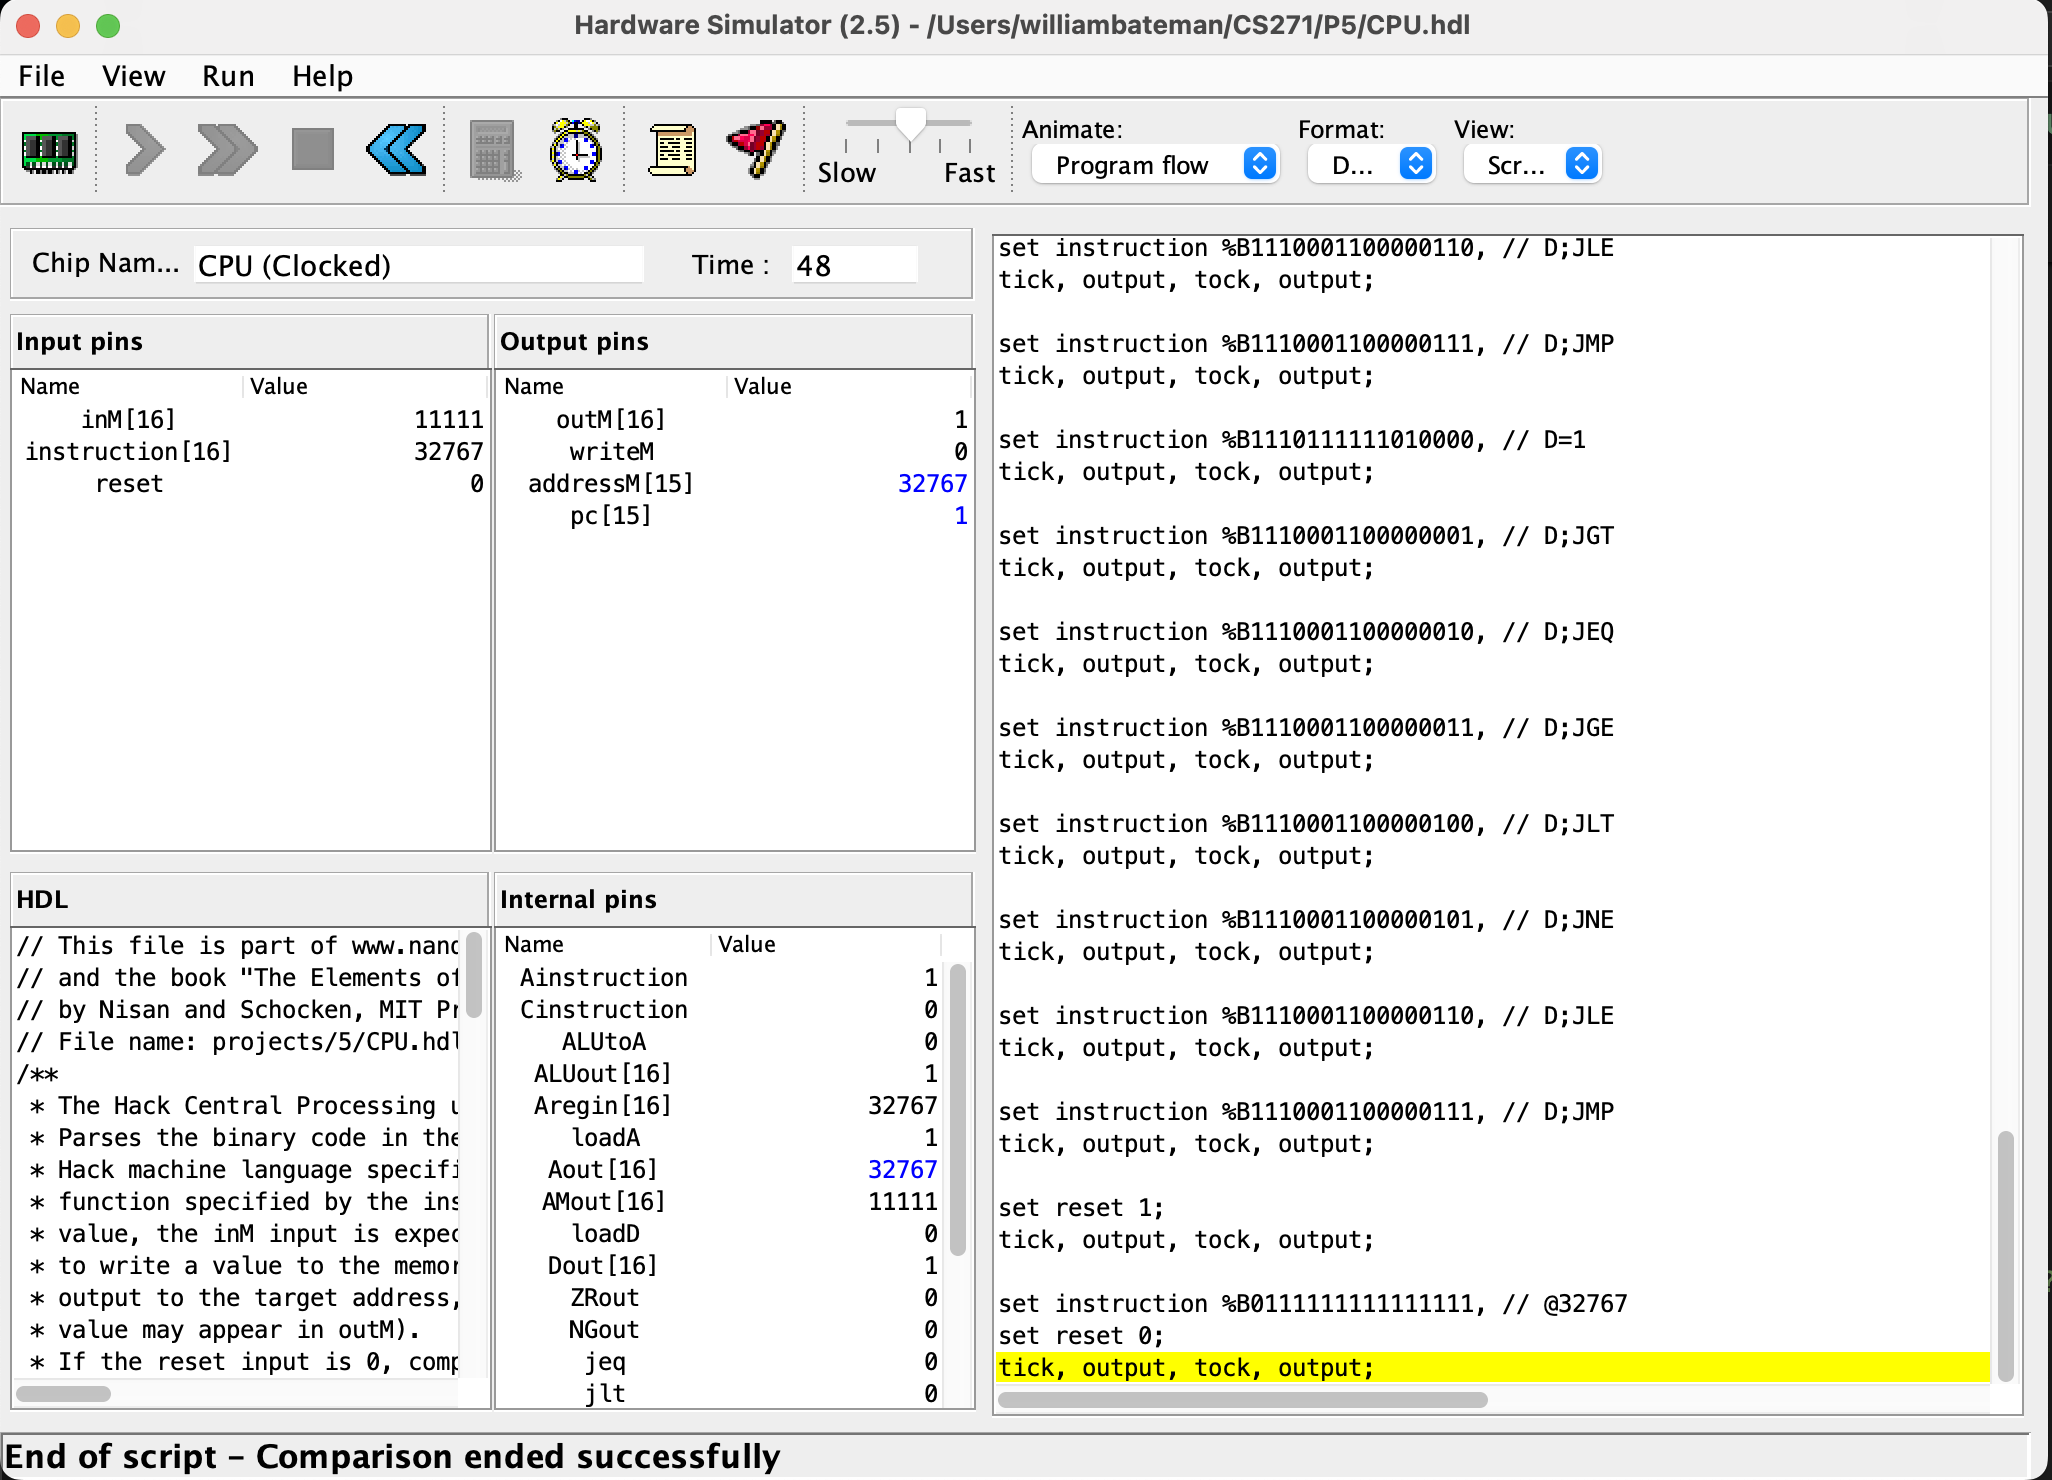 Hardware Simulator (2.5) - /Users/williambateman/CS271/P5/CPU.hdl
File View Run Help
Slow Fast
Animate: Format: View:
Program flow D... Scr...
Chip Nam... CPU (Clocked) Time : 48
Input pins
Name Value
inM[16] 11111
instruction[16] 32767
reset 0
Output pins
Name Value
outM[16] 1
writeM 0
addressM[15] 32767
pc[15] 1
HDL
// This file is part of www.nand
// and the book "The Elements of
// by Nisan and Schocken, MIT Pr
// File name: projects/5/CPU.hdl
/**
* The Hack Central Processing u
* Parses the binary code in the
* Hack machine language specifi
* function specified by the ins
* value, the inM input is expec
* to write a value to the memor
* output to the target address,
* value may appear in outM).
* If the reset input is 0, comp
Internal pins
Name Value
Ainstruction 1
Cinstruction 0
ALUtoA 0
ALUout[16] 1
Aregin[16] 32767
loadA 1
Aout[16] 32767
AMout[16] 11111
loadD 0
Dout[16] 1
ZRout 0
NGout 0
jeq 0
jlt 0
set instruction %B1110001100000110, // D;JLE
tick, output, tock, output;
set instruction %B1110001100000111, // D;JMP
tick, output, tock, output;
set instruction %B1110111111010000, // D=1
tick, output, tock, output;
set instruction %B1110001100000001, // D;JGT
tick, output, tock, output;
set instruction %B1110001100000010, // D;JEQ
tick, output, tock, output;
set instruction %B1110001100000011, // D;JGE
tick, output, tock, output;
set instruction %B1110001100000100, // D;JLT
tick, output, tock, output;
set instruction %B1110001100000101, // D;JNE
tick, output, tock, output;
set instruction %B1110001100000110, // D;JLE
tick, output, tock, output;
set instruction %B1110001100000111, // D;JMP
tick, output, tock, output;
set reset 1;
tick, output, tock, output;
set instruction %B0111111111111111, // @32767
set reset 0;
tick, output, tock, output;
End of script – Comparison ended successfully